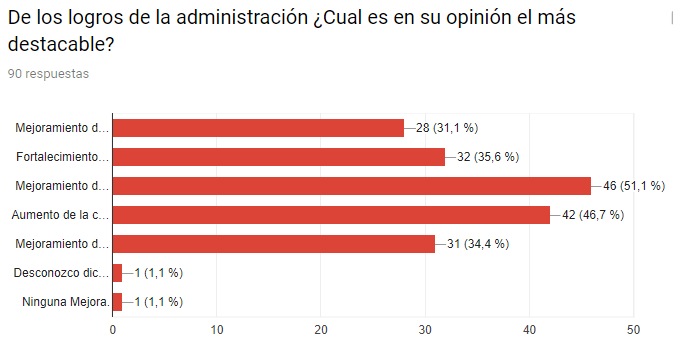 De los logros de la administración ¿Cual es en su opinión el más
destacable?
90 respuestas
Mejoramiento d... 28 (31,1 %)
Fortalecimiento... 32 (35,6 %)
Mejoramiento d... 46 (51,1 %)
Aumento de la c... 42 (46,7 %)
Mejoramiento d... 31 (34,4 %)
Desconozco dic... 1 (1,1 %)
Ninguna Mejora. 1 (1,1 %)
0 10 20 30 40 50